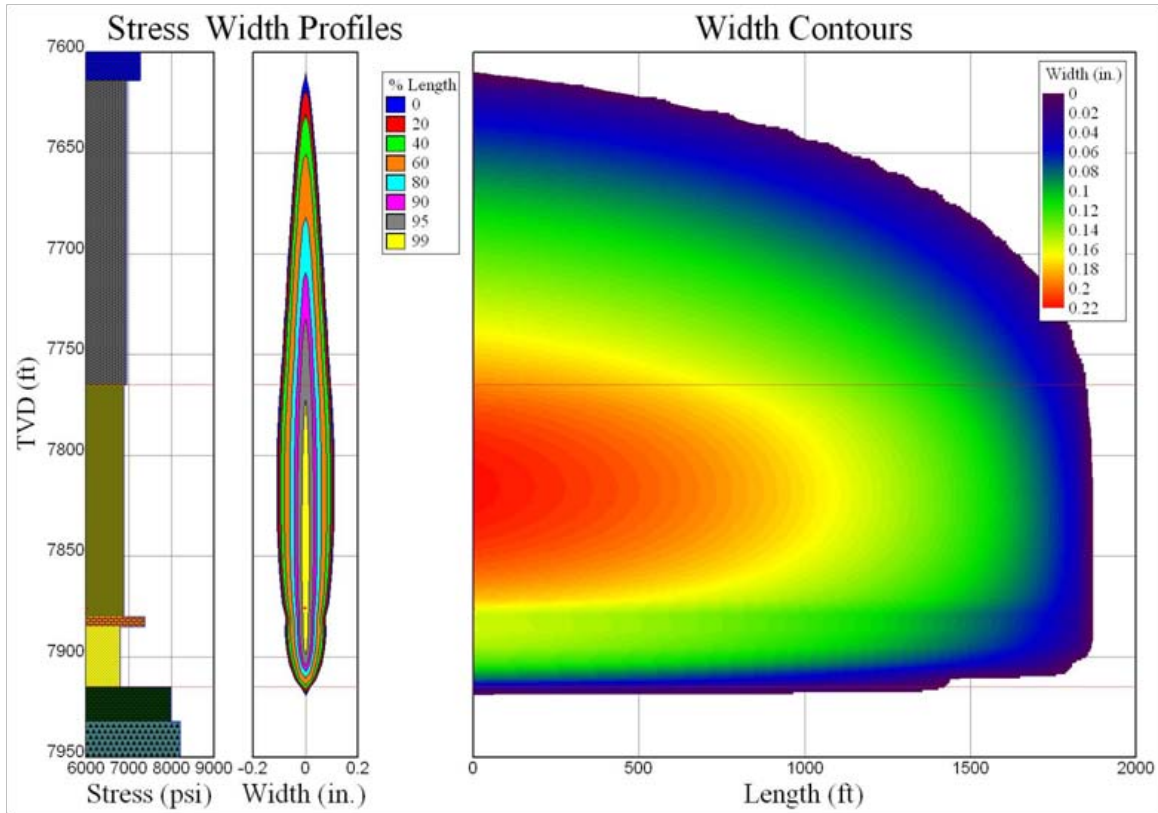 Stress
Width Profiles
Width Contours
TVD (ft)
7600
7650
7700
7750
7800
7850
7900
7950
6000 7000 8000 9000
Stress (psi)
-0.2 0 0.2
Width (in.)
% Length
0
20
40
60
80
90
95
99
Width (in.)
0
0.02
0.04
0.06
0.08
0.1
0.12
0.14
0.16
0.18
0.2
0.22
0 500 1000 1500 2000
Length (ft)